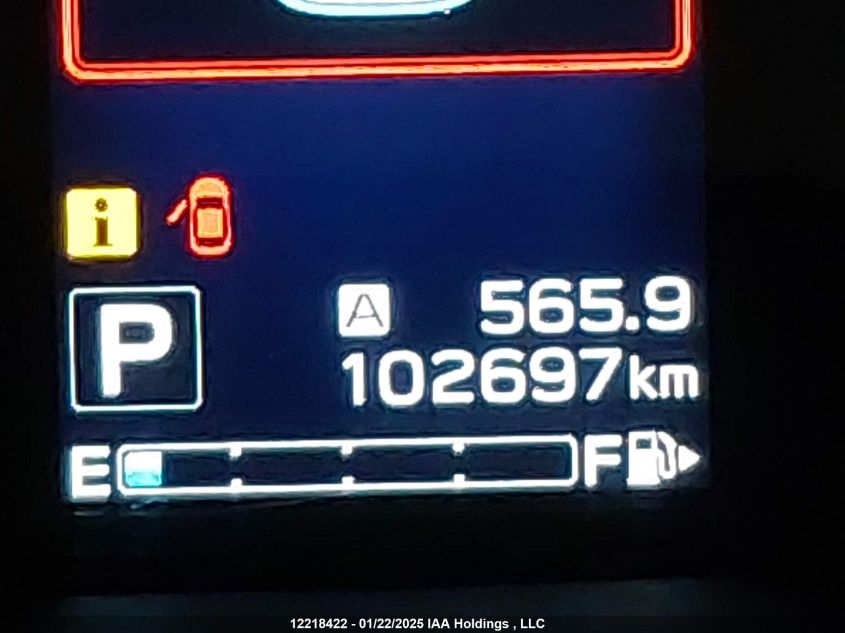 i
A 565.9
P 102697km
E F
12218422 - 01/22/2025 IAA Holdings , LLC